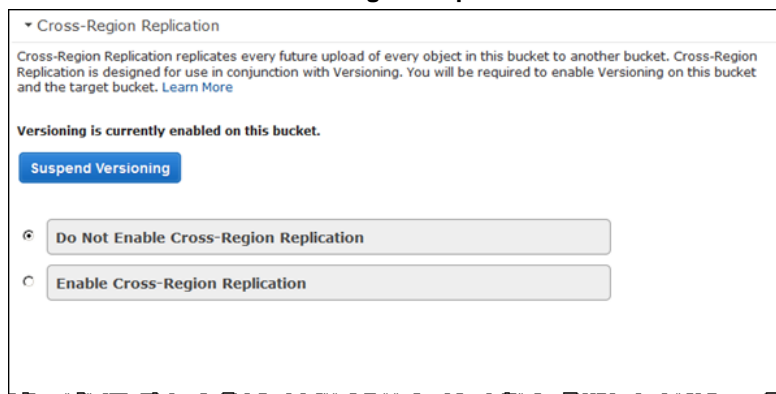 Cross-Region Replication
Cross-Region Replication replicates every future upload of every object in this bucket to another bucket. Cross-Region
Replication is designed for use in conjunction with Versioning. You will be required to enable Versioning on this bucket
and the target bucket. Learn More
Versioning is currently enabled on this bucket.
Suspend Versioning
Do Not Enable Cross-Region Replication
Enable Cross-Region Replication